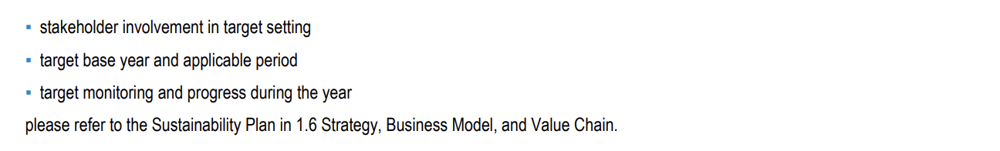 ▪ stakeholder involvement in target setting
▪ target base year and applicable period
▪ target monitoring and progress during the year
please refer to the Sustainability Plan in 1.6 Strategy, Business Model, and Value Chain.